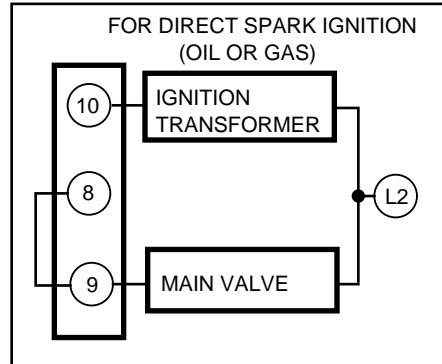 FOR DIRECT SPARK IGNITION
(OIL OR GAS)
10
IGNITION
TRANSFORMER
8
L2
9
MAIN VALVE